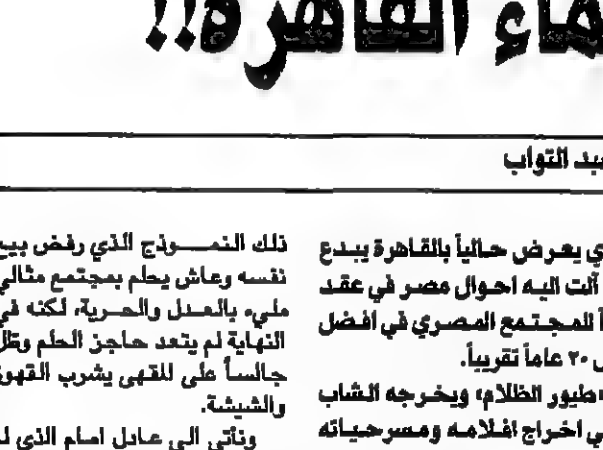 ماء القاهرة!!
بد التواب
ي يعرض حالياً بالقاهرة يبدع
آلت اليه احوال مصر في عقد
اً للمجتمع المصري في افضل
٢٠ عاماً تقريباً.
«طيور الظلام» ويخرجه الشاب
ي اخراج افلامه ومسرحياته
ذلك النموذج الذي رفض بيع
نفسه وعاش يحلم بمجتمع مثالي
مليء بالعدل والحرية، لكنه في
النهاية لم يتعد حاجز الحلم وظل
جالساً على المقهى يشرب القهوة
والشيشة.
ونأتي الى عادل امام الذي